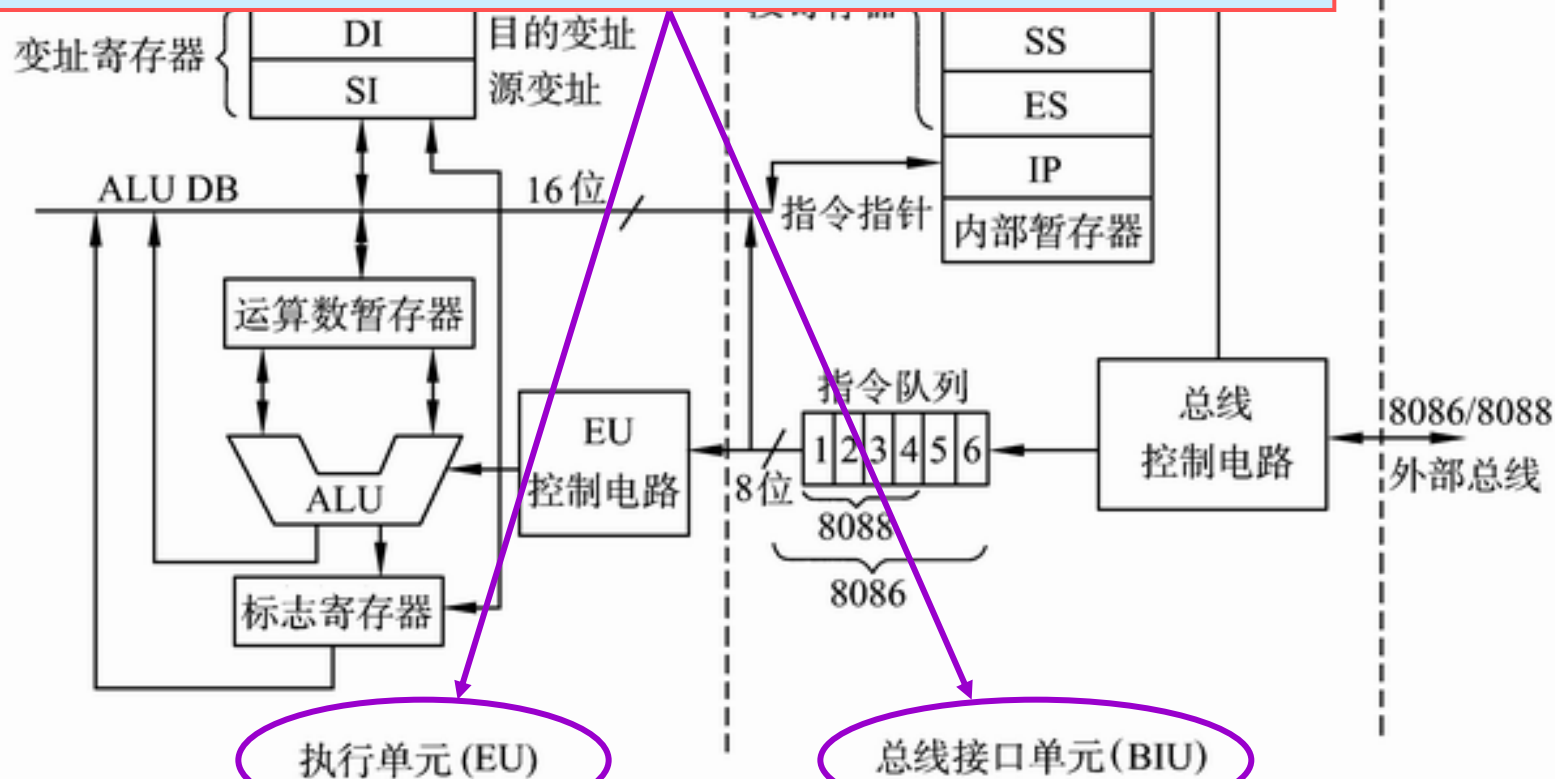 变址寄存器
DI
目的变址
SI
源变址
SS
ES
IP
指令指针
内部暂存器
ALU DB
16位
运算数暂存器
ALU
EU
控制电路
标志寄存器
指令队列
1 2 3 4 5 6
8位
8088
8086
总线
控制电路
8086/8088
外部总线
执行单元(EU)
总线接口单元(BIU)